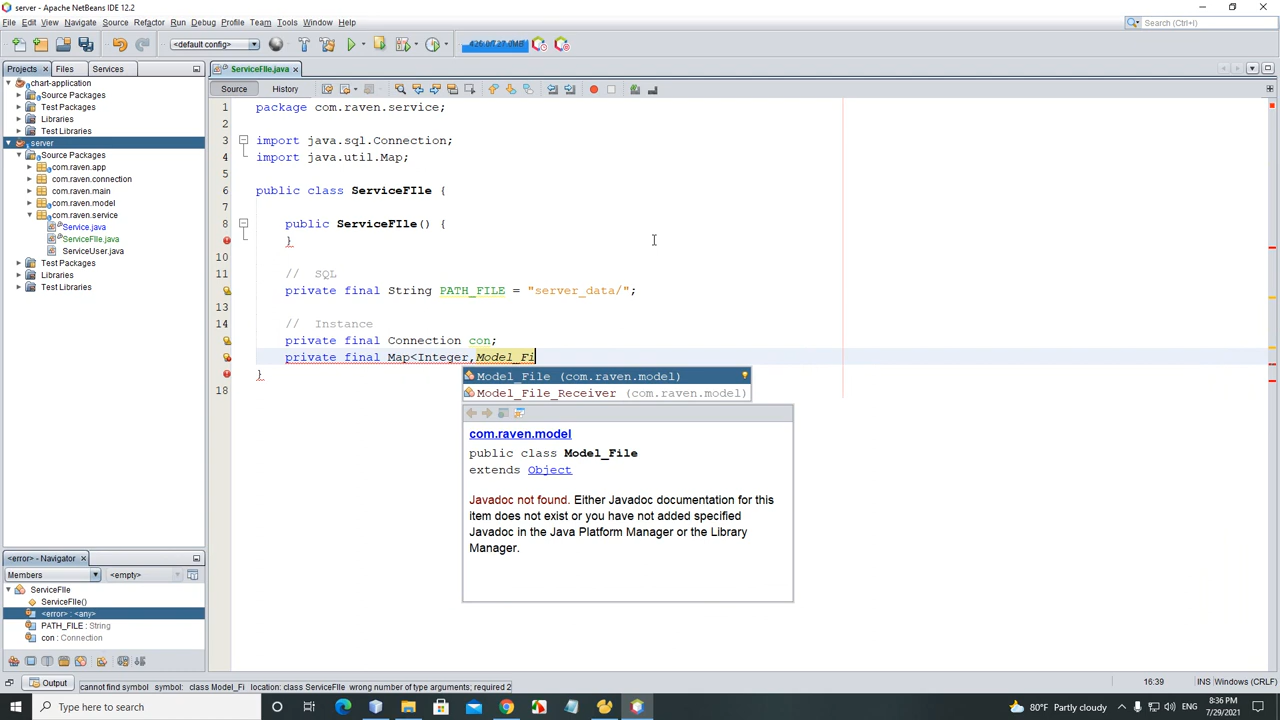 server - Apache NetBeans IDE 12.2
File Edit View Navigate Source Refactor Run Debug Profile Team Tools Window Help
Search (Ctrl+I)
<default config>
Projects Files Services
ServiceFIle.java
Source History
chart-application
Source Packages
Test Packages
Libraries
Test Libraries
server
Source Packages
com.raven.app
com.raven.connection
com.raven.main
com.raven.model
com.raven.service
Service.java
ServiceFIle.java
ServiceUser.java
Test Packages
Libraries
Test Libraries
1 package com.raven.service;
2
3 import java.sql.Connection;
4 import java.util.Map;
5
6 public class ServiceFIle {
7
8 public ServiceFIle() {
}
10
11 // SQL
private final String PATH_FILE = "server_data/";
13
14 // Instance
private final Connection con;
private final Map<Integer,Model_Fi
}
18
Model_File (com.raven.model)
Model_File_Receiver (com.raven.model)
com.raven.model
public class Model_File
extends Object
Javadoc not found. Either Javadoc documentation for this
item does not exist or you have not added specified
Javadoc in the Java Platform Manager or the Library
Manager.
<error> - Navigator
Members <empty>
ServiceFIle
ServiceFIle()
<error> : <any>
PATH_FILE : String
con : Connection
Output
cannot find symbol symbol: class Model_Fi location: class ServiceFIle wrong number of type arguments; required 2
16:39 INS Windows (CRLF)
Type here to search
80°F Partly cloudy
8:36 PM
7/29/2021